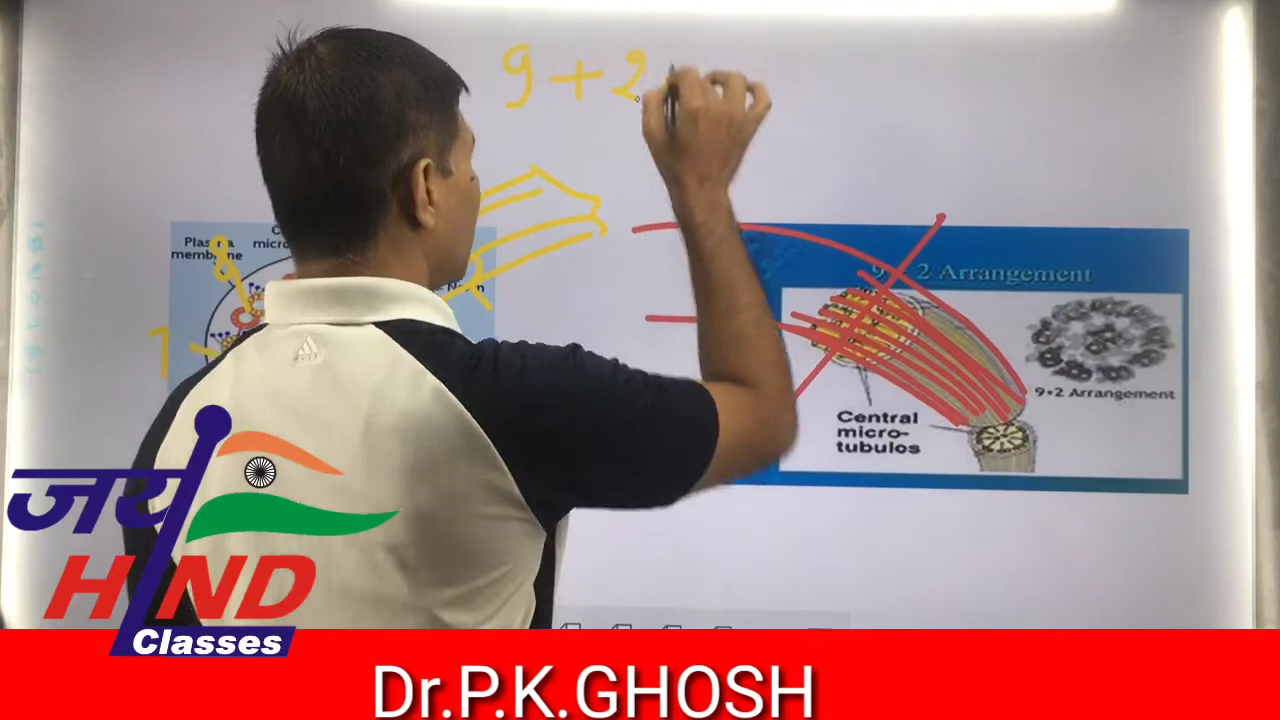 9+2
Plasma
membrane
9+2 Arrangement
9+2 Arrangement
Central
micro-
tubulos
जय
HIND
Classes
Dr.P.K.GHOSH